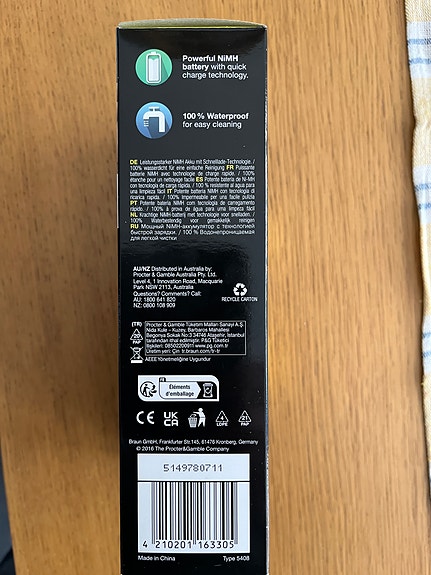 Powerful NiMH
battery with quick
charge technology.
100 % Waterproof
for easy cleaning
DE Leistungsstarker NiMH Akku mit Schnelllade-Technologie. /
100% wasserdicht für eine einfache Reinigung FR Puissante
batterie NiMH avec technologie de charge rapide. / 100%
étanche pour un nettoyage facile ES Potente batería de Ni-MH
con tecnología de carga rápida. / 100 % resistente al agua para
una limpieza fácil IT Potente batteria NiMH con tecnologia di
ricarica rapida. / 100% Impermeabile per una facile pulizia
PT Potente bateria NiMH com tecnologia de carregamento
rápido. / 100% à prova de água para uma limpeza fácil
NL Krachtige NiMH-batterij met technologie voor snelladen. /
100% Waterbestendig voor gemakkelijk reinigen
RU Мощный NiMH-аккумулятор с технологией
быстрой зарядки. / 100 % Водонепроницаемая
для легкой чистки
AU/NZ Distributed in Australia by:
Procter & Gamble Australia Pty. Ltd.
Level 4, 1 Innovation Road, Macquarie
Park NSW 2113, Australia
Questions? Comments? Call:
AU: 1800 641 820
NZ: 0800 108 909
RECYCLE CARTON
(TR) Procter & Gamble Tüketim Malları Sanayi A.Ş.
Nida Kule – Kuzey, Barbaros Mahallesi
Begonya Sokak No:3 34746 Ataşehir, İstanbul
tarafından ithal edilmiştir. P&G Tüketici
İlişkileri: 08502200911 www.pg.com.tr
Üretim yeri: Çin tr.braun.com/tr-tr
20
PAP
AEEE Yönetmeliğine Uygundur
FR
Éléments
d'emballage
CE
UK
CA
4
LDPE
21
PAP
Braun GmbH, Frankfurter Str.145, 61476 Kronberg, Germany
© 2016 The Procter&Gamble Company
5149780711
4 210201 163305
Made in China
Type 5408